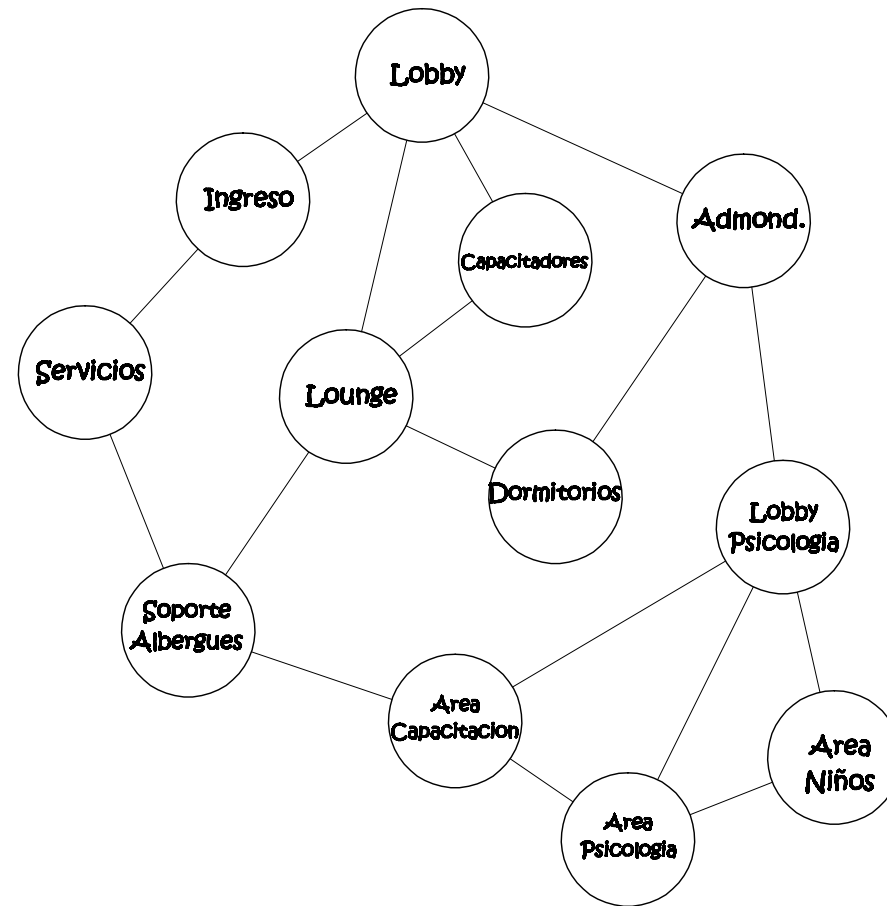 Lobby
Ingreso
Admond.
Capacitadores
Servicios
Lounge
Dormitorios
Lobby
Psicologia
Soporte
Albergues
Area
Capacitacion
Area
Niños
Area
Psicologia